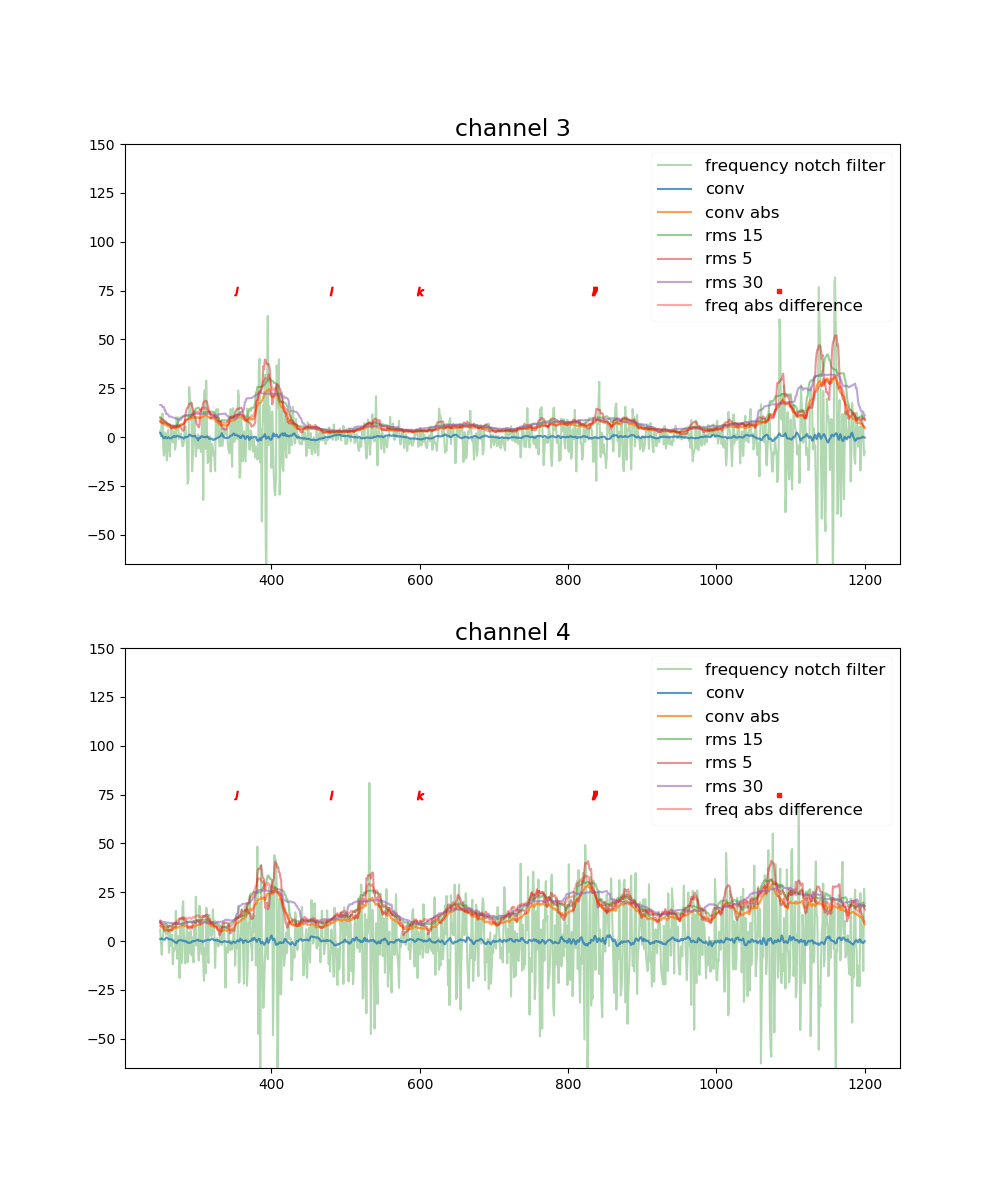 channel 3
150
125
100
75
50
25
0
−25
−50
frequency notch filter
conv
conv abs
rms 15
rms 5
rms 30
freq abs difference
k
400 600 800 1000 1200
channel 4
150
125
100
75
50
25
0
−25
−50
frequency notch filter
conv
conv abs
rms 15
rms 5
rms 30
freq abs difference
k
400 600 800 1000 1200